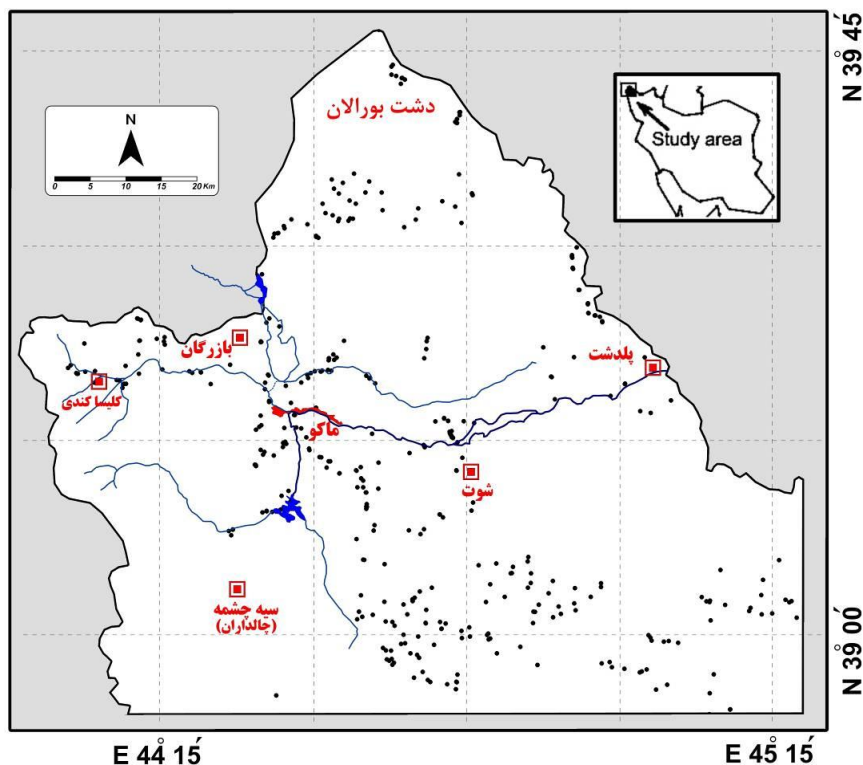 N 39° 45´
دشت بورالان
N
0 5 10 15 20 Km
Study area
بازرگان
پلدشت
کلیسا کندی
ماکو
شوت
سیه چشمه
(چالداران)
N 39° 00´
E 44° 15´
E 45° 15´